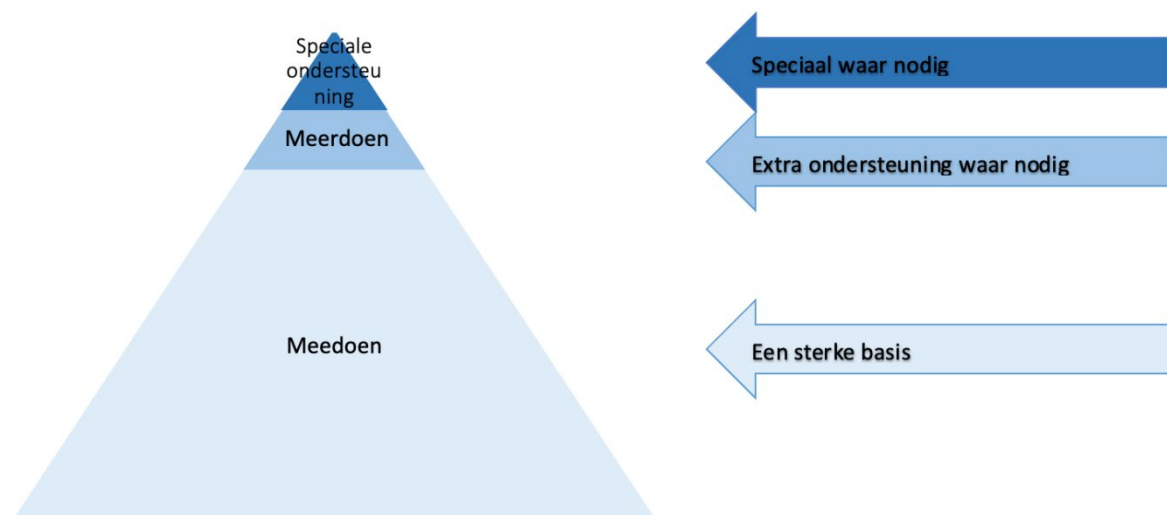 Speciale
ondersteu
ning
Speciaal waar nodig
Meerdoen
Extra ondersteuning waar nodig
Meedoen
Een sterke basis